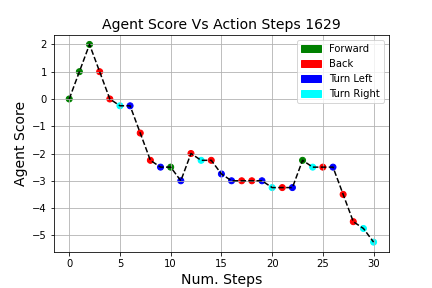 Agent Score Vs Action Steps 1629
Agent Score
2
1
0
−1
−2
−3
−4
−5
Forward
Back
Turn Left
Turn Right
0 5 10 15 20 25 30
Num. Steps